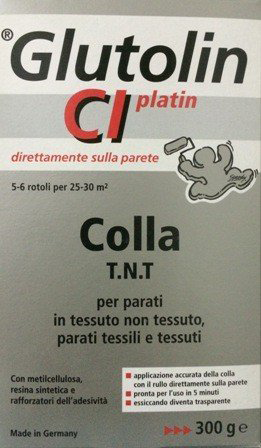 ®Glutolin
CI platin
direttamente sulla parete
5-6 rotoli per 25-30 m²
Colla
T.N.T
per parati
in tessuto non tessuto,
parati tessili e tessuti
Con metilcellulosa,
resina sintetica e
rafforzatori dell'adesività
applicazione accurata della colla
con il rullo direttamente sulla parete
pronta per l'uso in 5 minuti
essiccando diventa trasparente
Made in Germany
300 g e